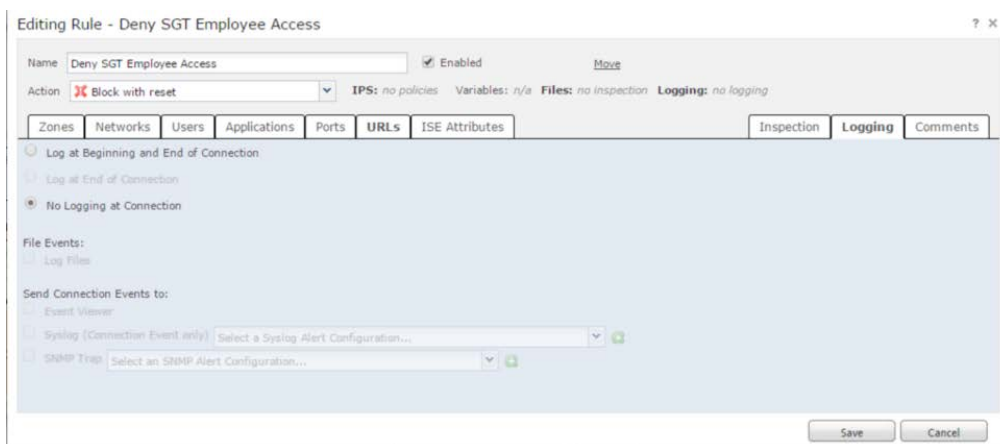 Editing Rule - Deny SGT Employee Access ? ×
Name Deny SGT Employee Access Enabled Move
Action Block with reset IPS: no policies Variables: n/a Files: no inspection Logging: no logging
Zones Networks Users Applications Ports URLs ISE Attributes Inspection Logging Comments
Log at Beginning and End of Connection
Log at End of Connection
No Logging at Connection
File Events:
Log Files
Send Connection Events to:
Event Viewer
Syslog (Connection Event only) Select a Syslog Alert Configuration...
SNMP Trap Select an SNMP Alert Configuration...
Save Cancel